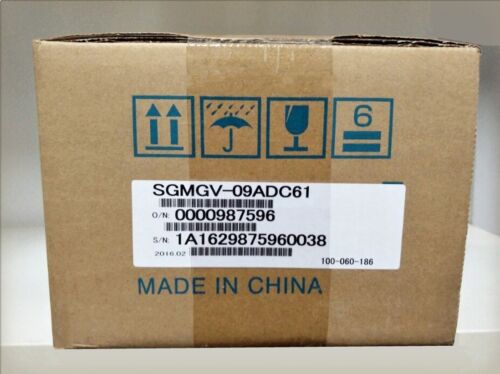 6
SGMGV-09ADC61
O/N: 0000987596
S/N: 1A1629875960038
2016.02
100-060-186
MADE IN CHINA